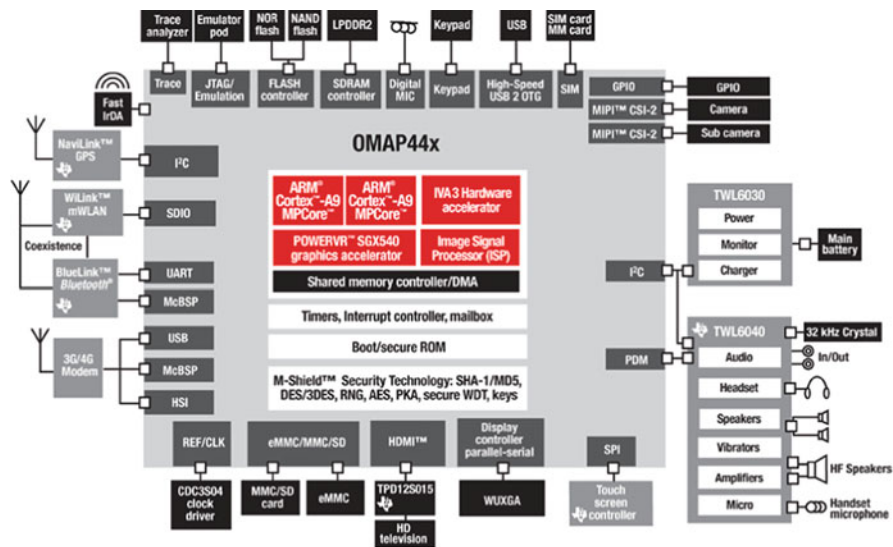 Trace
analyzer
Emulator
pod
NOR
flash
NAND
flash
LPDDR2
Keypad
USB
SIM card
MM card
Trace
JTAG/
Emulation
FLASH
controller
SDRAM
controller
Digital
MIC
Keypad
High-Speed
USB 2 OTG
SIM
GPIO
GPIO
MIPI™ CSI-2
Camera
MIPI™ CSI-2
Sub camera
Fast
IrDA
OMAP44x
NaviLink™
GPS
I²C
WiLink™
mWLAN
SDIO
Coexistence
BlueLink™
Bluetooth®
UART
McBSP
3G/4G
Modem
USB
McBSP
HSI
ARM®
Cortex™-A9
MPCore™
ARM®
Cortex™-A9
MPCore™
IVA3 Hardware
accelerator
POWERVR™ SGX540
graphics accelerator
Image Signal
Processor (ISP)
Shared memory controller/DMA
Timers, Interrupt controller, mailbox
Boot/secure ROM
M-Shield™ Security Technology: SHA-1/MD5,
DES/3DES, RNG, AES, PKA, secure WDT, keys
TWL6030
Power
Monitor
Charger
Main
battery
I²C
PDM
TWL6040
32 kHz Crystal
Audio
In/Out
Headset
Speakers
Vibrators
Amplifiers
HF Speakers
Micro
Handset
microphone
REF/CLK
eMMC/MMC/SD
HDMI™
Display
controller
parallel-serial
SPI
CDC3S04
clock
driver
MMC/SD
card
eMMC
TPD12S015
HD
television
WUXGA
Touch
screen
controller